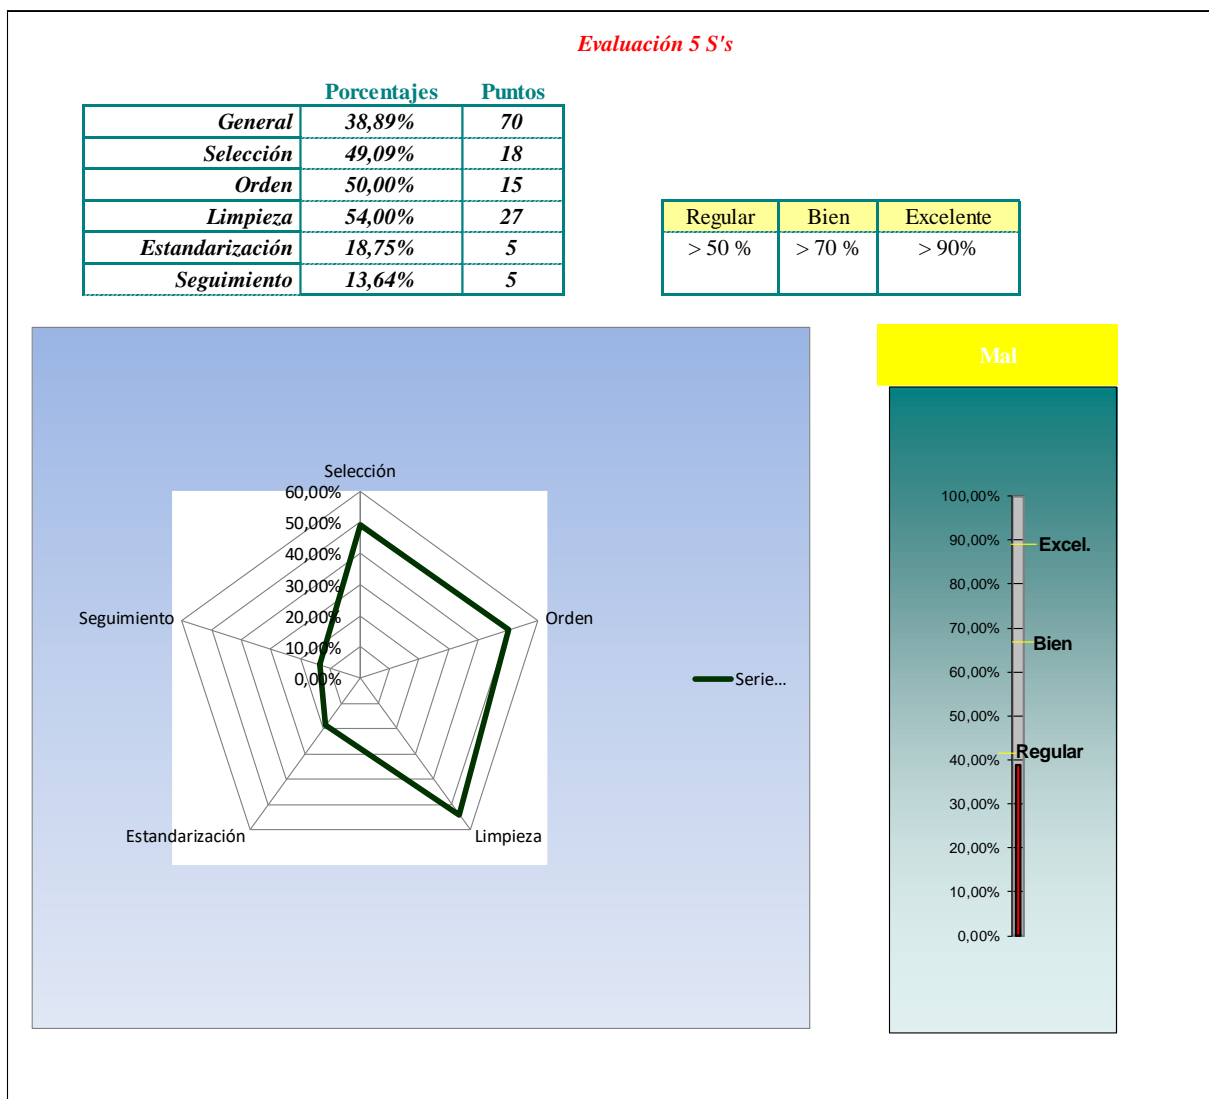 Evaluación 5 S's
Porcentajes Puntos
General 38,89% 70
Selección 49,09% 18
Orden 50,00% 15
Limpieza 54,00% 27
Estandarización 18,75% 5
Seguimiento 13,64% 5
Regular Bien Excelente
> 50 % > 70 % > 90%
Mal
Selección
60,00%
50,00%
40,00%
30,00%
20,00%
10,00%
0,00%
Orden
Limpieza
Estandarización
Seguimiento
Serie...
100,00%
90,00%
80,00%
70,00%
60,00%
50,00%
40,00%
30,00%
20,00%
10,00%
0,00%
Excel.
Bien
Regular